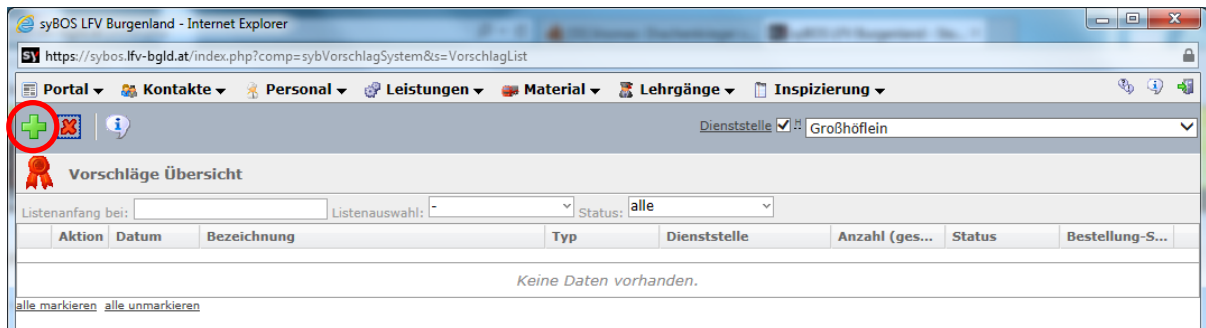 syBOS LFV Burgenland - Internet Explorer
sy https://sybos.lfv-bgld.at/index.php?comp=sybVorschlagSystem&s=VorschlagList
Portal Kontakte Personal Leistungen Material Lehrgänge Inspizierung
Dienststelle Großhöflein
Vorschläge Übersicht
Listenanfang bei: Listenauswahl: - Status: alle
Aktion Datum Bezeichnung Typ Dienststelle Anzahl (ges... Status Bestellung-S...
Keine Daten vorhanden.
alle markieren alle unmarkieren